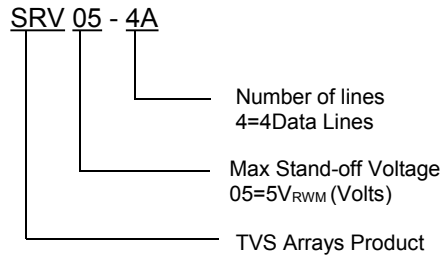 SRV 05 - 4A
Number of lines
4=4Data Lines
Max Stand-off Voltage
05=5VRWM (Volts)
TVS Arrays Product